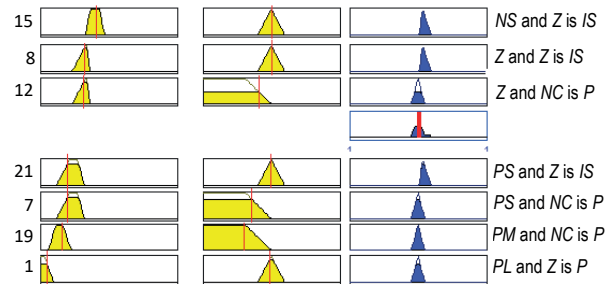 15 NS and Z is IS
8 Z and Z is IS
12 Z and NC is P
21 PS and Z is IS
7 PS and NC is P
19 PM and NC is P
1 PL and Z is P